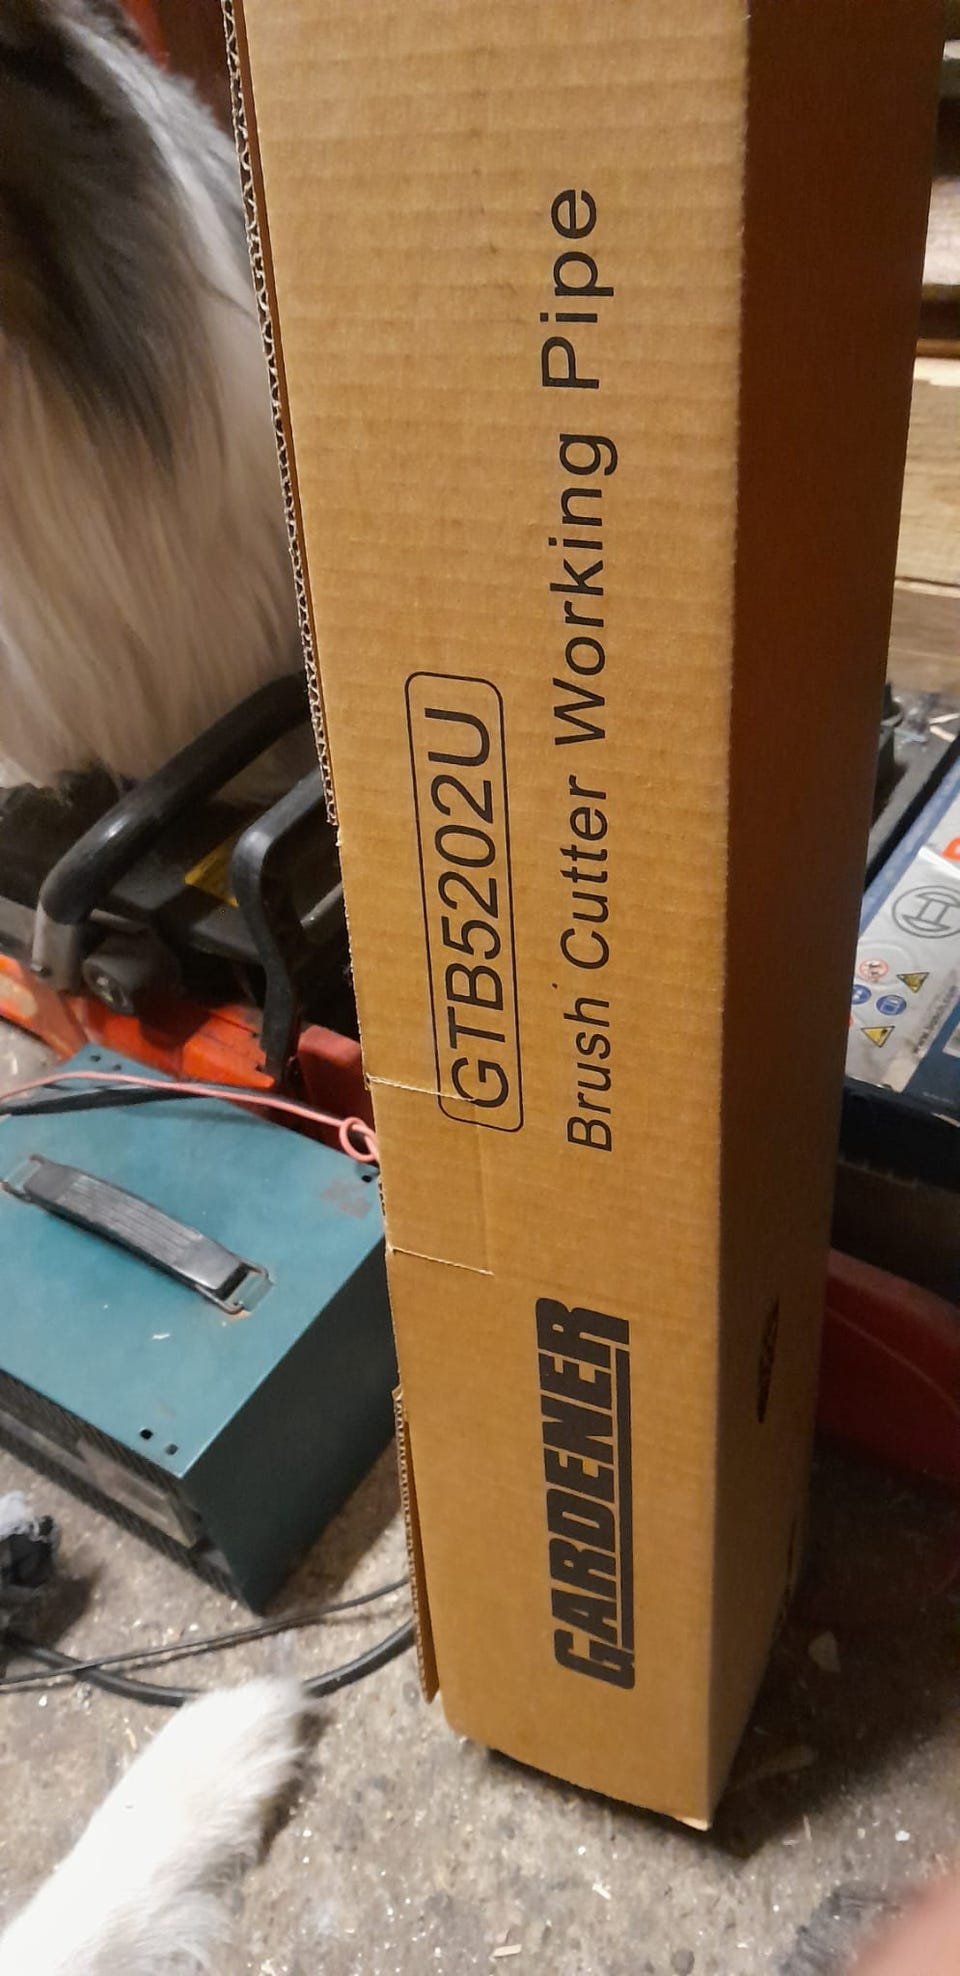 GTB5202U
Brush Cutter Working Pipe
GARDENER